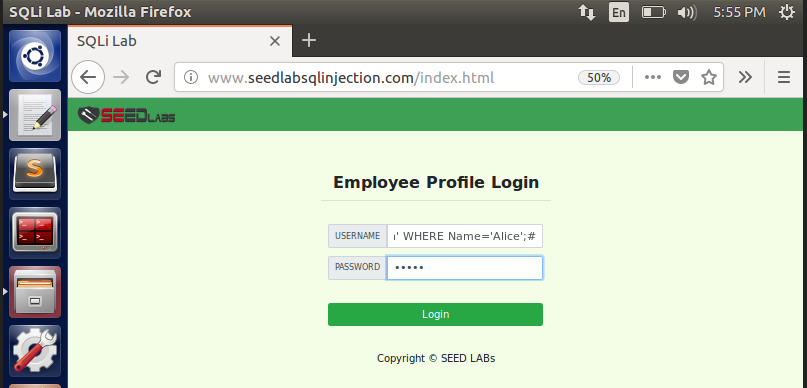 SQLi Lab - Mozilla Firefox En 5:55 PM
SQLi Lab
www.seedlabsqlinjection.com/index.html 50%
SEEDLABS
Employee Profile Login
USERNAME ' WHERE Name='Alice';#
PASSWORD •••••
Login
Copyright © SEED LABs